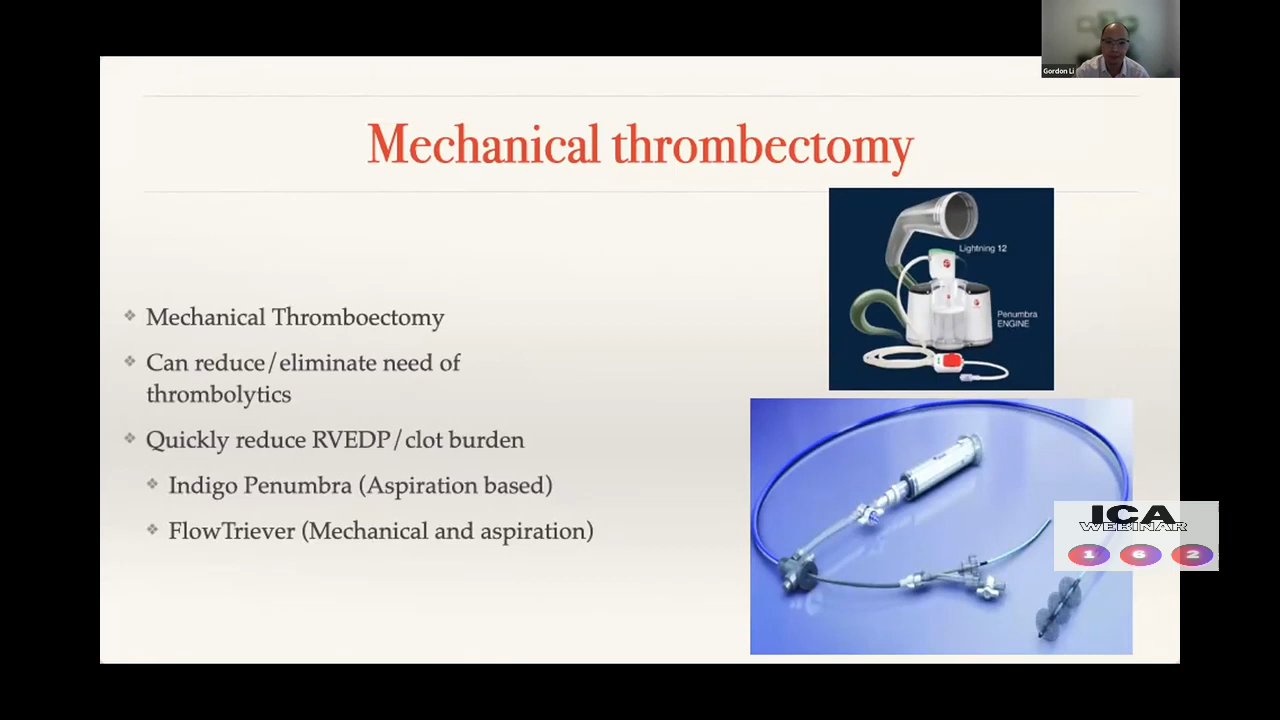 Gordon Li
Mechanical thrombectomy
Lightning 12
Penumbra
ENGINE
Mechanical Thromboectomy
Can reduce/eliminate need of
thrombolytics
Quickly reduce RVEDP/clot burden
Indigo Penumbra (Aspiration based)
FlowTriever (Mechanical and aspiration)
ICA
WEBINAR
1 6 2